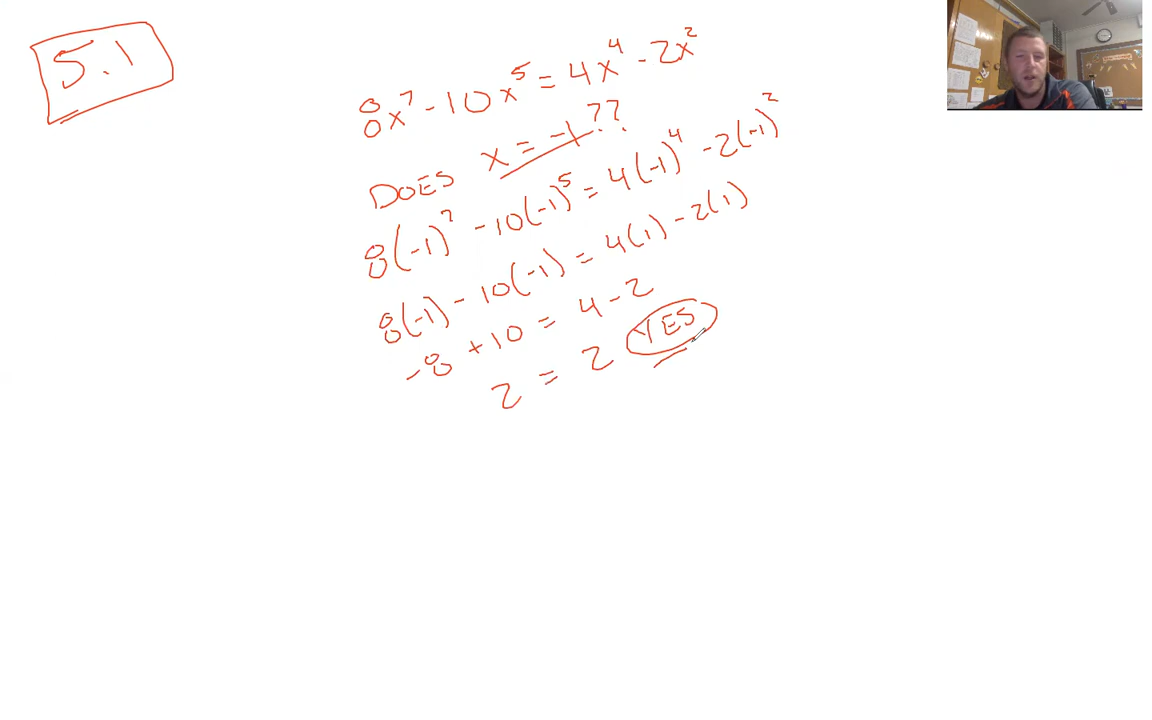 5.1
8x⁷ - 10x⁵ = 4x⁴ - 2x²
DOES x = -1??
8(-1)⁷ - 10(-1)⁵ = 4(-1)⁴ - 2(-1)²
8(-1) - 10(-1) = 4(1) - 2(1)
-8 + 10 = 4 - 2
2 = 2 YES